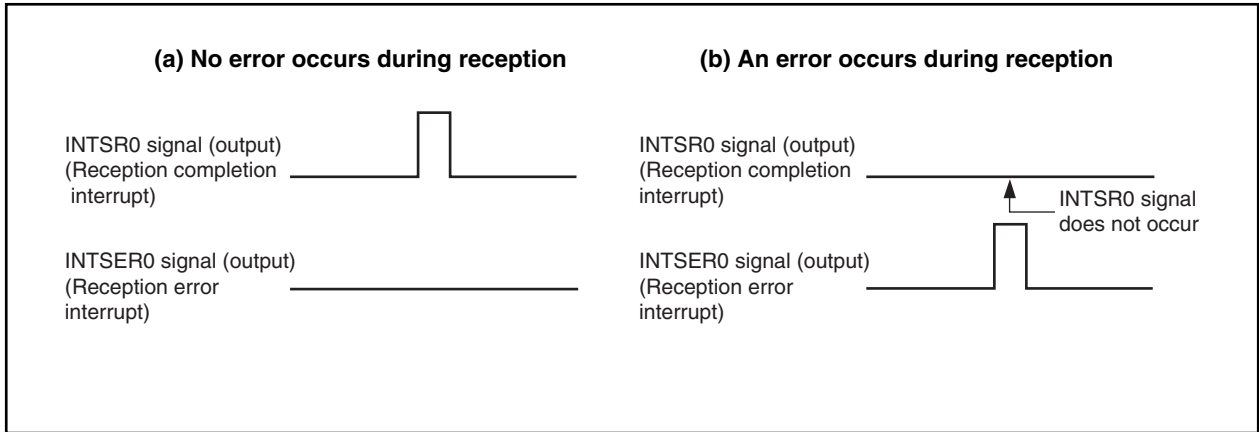 (a) No error occurs during reception
INTSR0 signal (output)
(Reception completion
interrupt)
INTSER0 signal (output)
(Reception error
interrupt)
(b) An error occurs during reception
INTSR0 signal (output)
(Reception completion
interrupt)
INTSR0 signal
does not occur
INTSER0 signal (output)
(Reception error
interrupt)